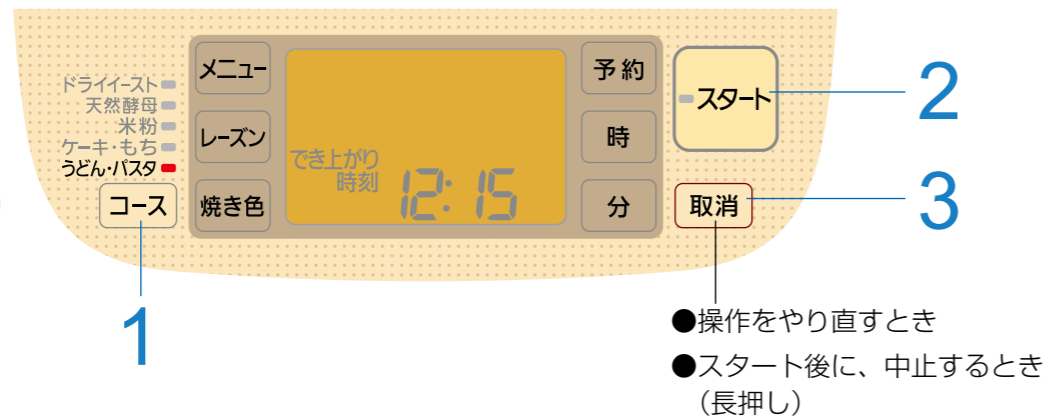 ドライイースト
天然酵母
米粉
ケーキ・もち
うどん・パスタ
コース
メニュー
レーズン
焼き色
でき上がり
時刻
12:15
予約
時
分
スタート
取消
1
2
3
●操作をやり直すとき
●スタート後に、中止するとき
（長押し）